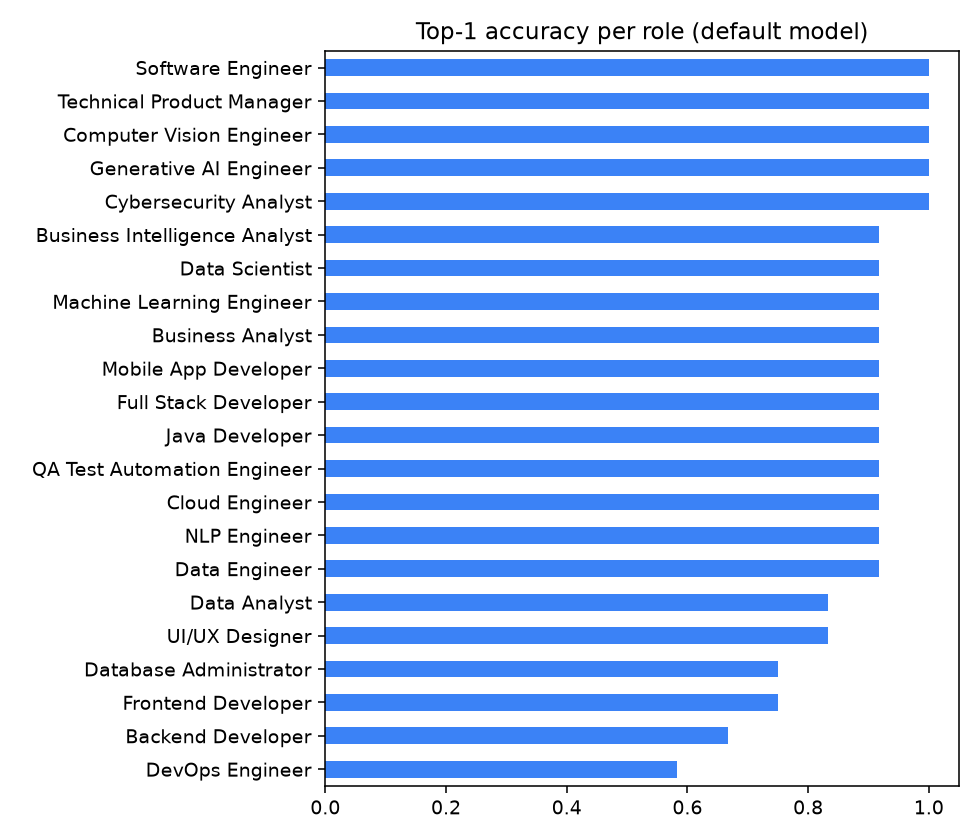 Top-1 accuracy per role (default model)
Software Engineer
Technical Product Manager
Computer Vision Engineer
Generative AI Engineer
Cybersecurity Analyst
Business Intelligence Analyst
Data Scientist
Machine Learning Engineer
Business Analyst
Mobile App Developer
Full Stack Developer
Java Developer
QA Test Automation Engineer
Cloud Engineer
NLP Engineer
Data Engineer
Data Analyst
UI/UX Designer
Database Administrator
Frontend Developer
Backend Developer
DevOps Engineer
0.0 0.2 0.4 0.6 0.8 1.0